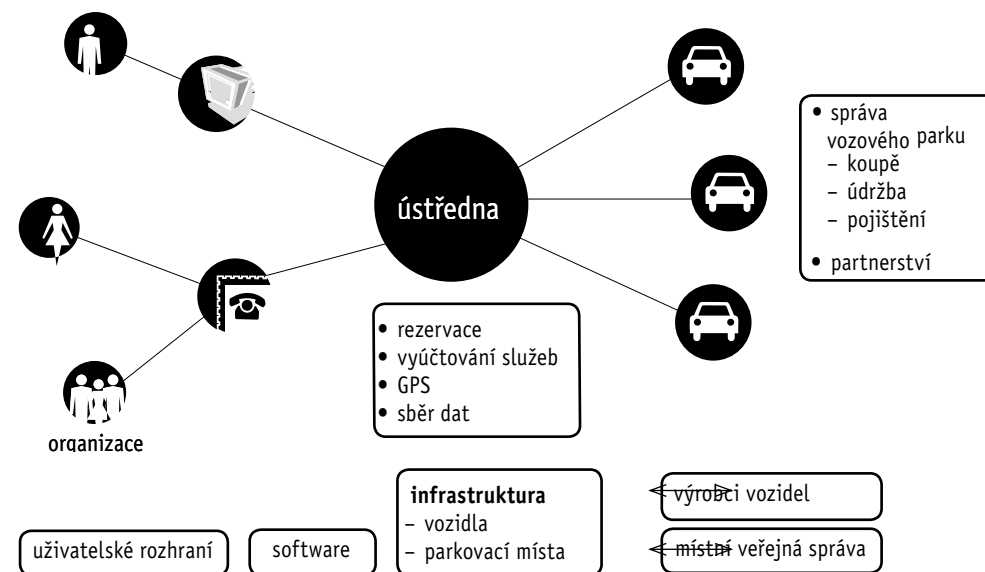 ústředna
• správa
vozového parku
– koupě
– údržba
– pojištění
• partnerství
• rezervace
• vyúčtování služeb
• GPS
• sběr dat
organizace
infrastruktura
– vozidla
– parkovací místa
výrobci vozidel
uživatelské rozhraní
software
místní veřejná správa